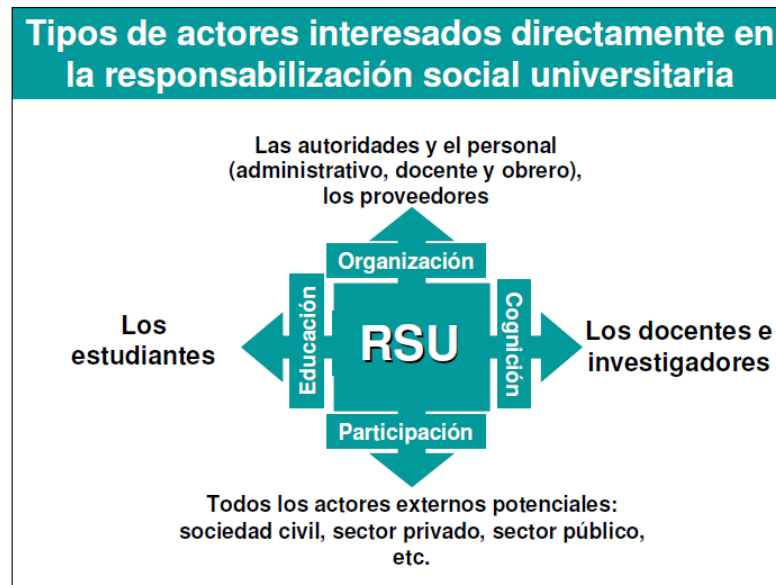 Tipos de actores interesados directamente en
la responsabilización social universitaria
Las autoridades y el personal
(administrativo, docente y obrero),
los proveedores
Organización
Educación
RSU
Cognición
Los
estudiantes
Los docentes e
investigadores
Participación
Todos los actores externos potenciales:
sociedad civil, sector privado, sector público,
etc.